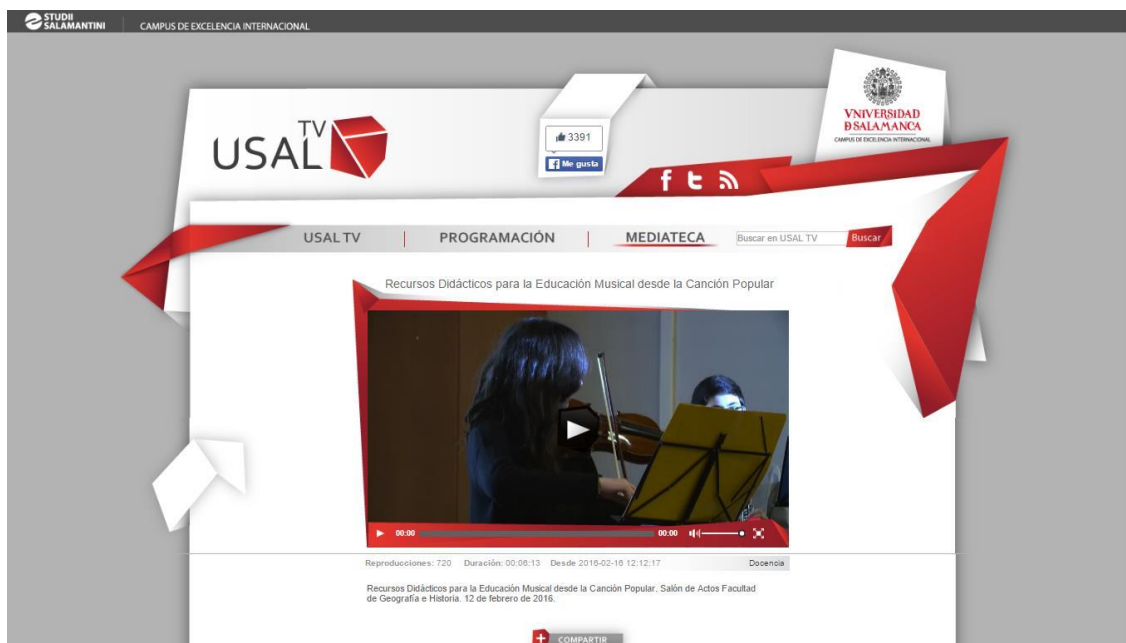 STUDII
SALAMANTINI
CAMPUS DE EXCELENCIA INTERNACIONAL
USAL TV
3391
Me gusta
VNIVERSIDAD
D SALAMANCA
CAMPUS DE EXCELENCIA INTERNACIONAL
USAL TV
PROGRAMACIÓN
MEDIATECA
Buscar en USAL TV
Buscar
Recursos Didácticos para la Educación Musical desde la Canción Popular
00:00
00:00
Reproducciones: 720 Duración: 00:06:13 Desde 2016-02-16 12:12:17
Docencia
Recursos Didácticos para la Educación Musical desde la Canción Popular. Salón de Actos Facultad
de Geografía e Historia. 12 de febrero de 2016.
COMPARTIR